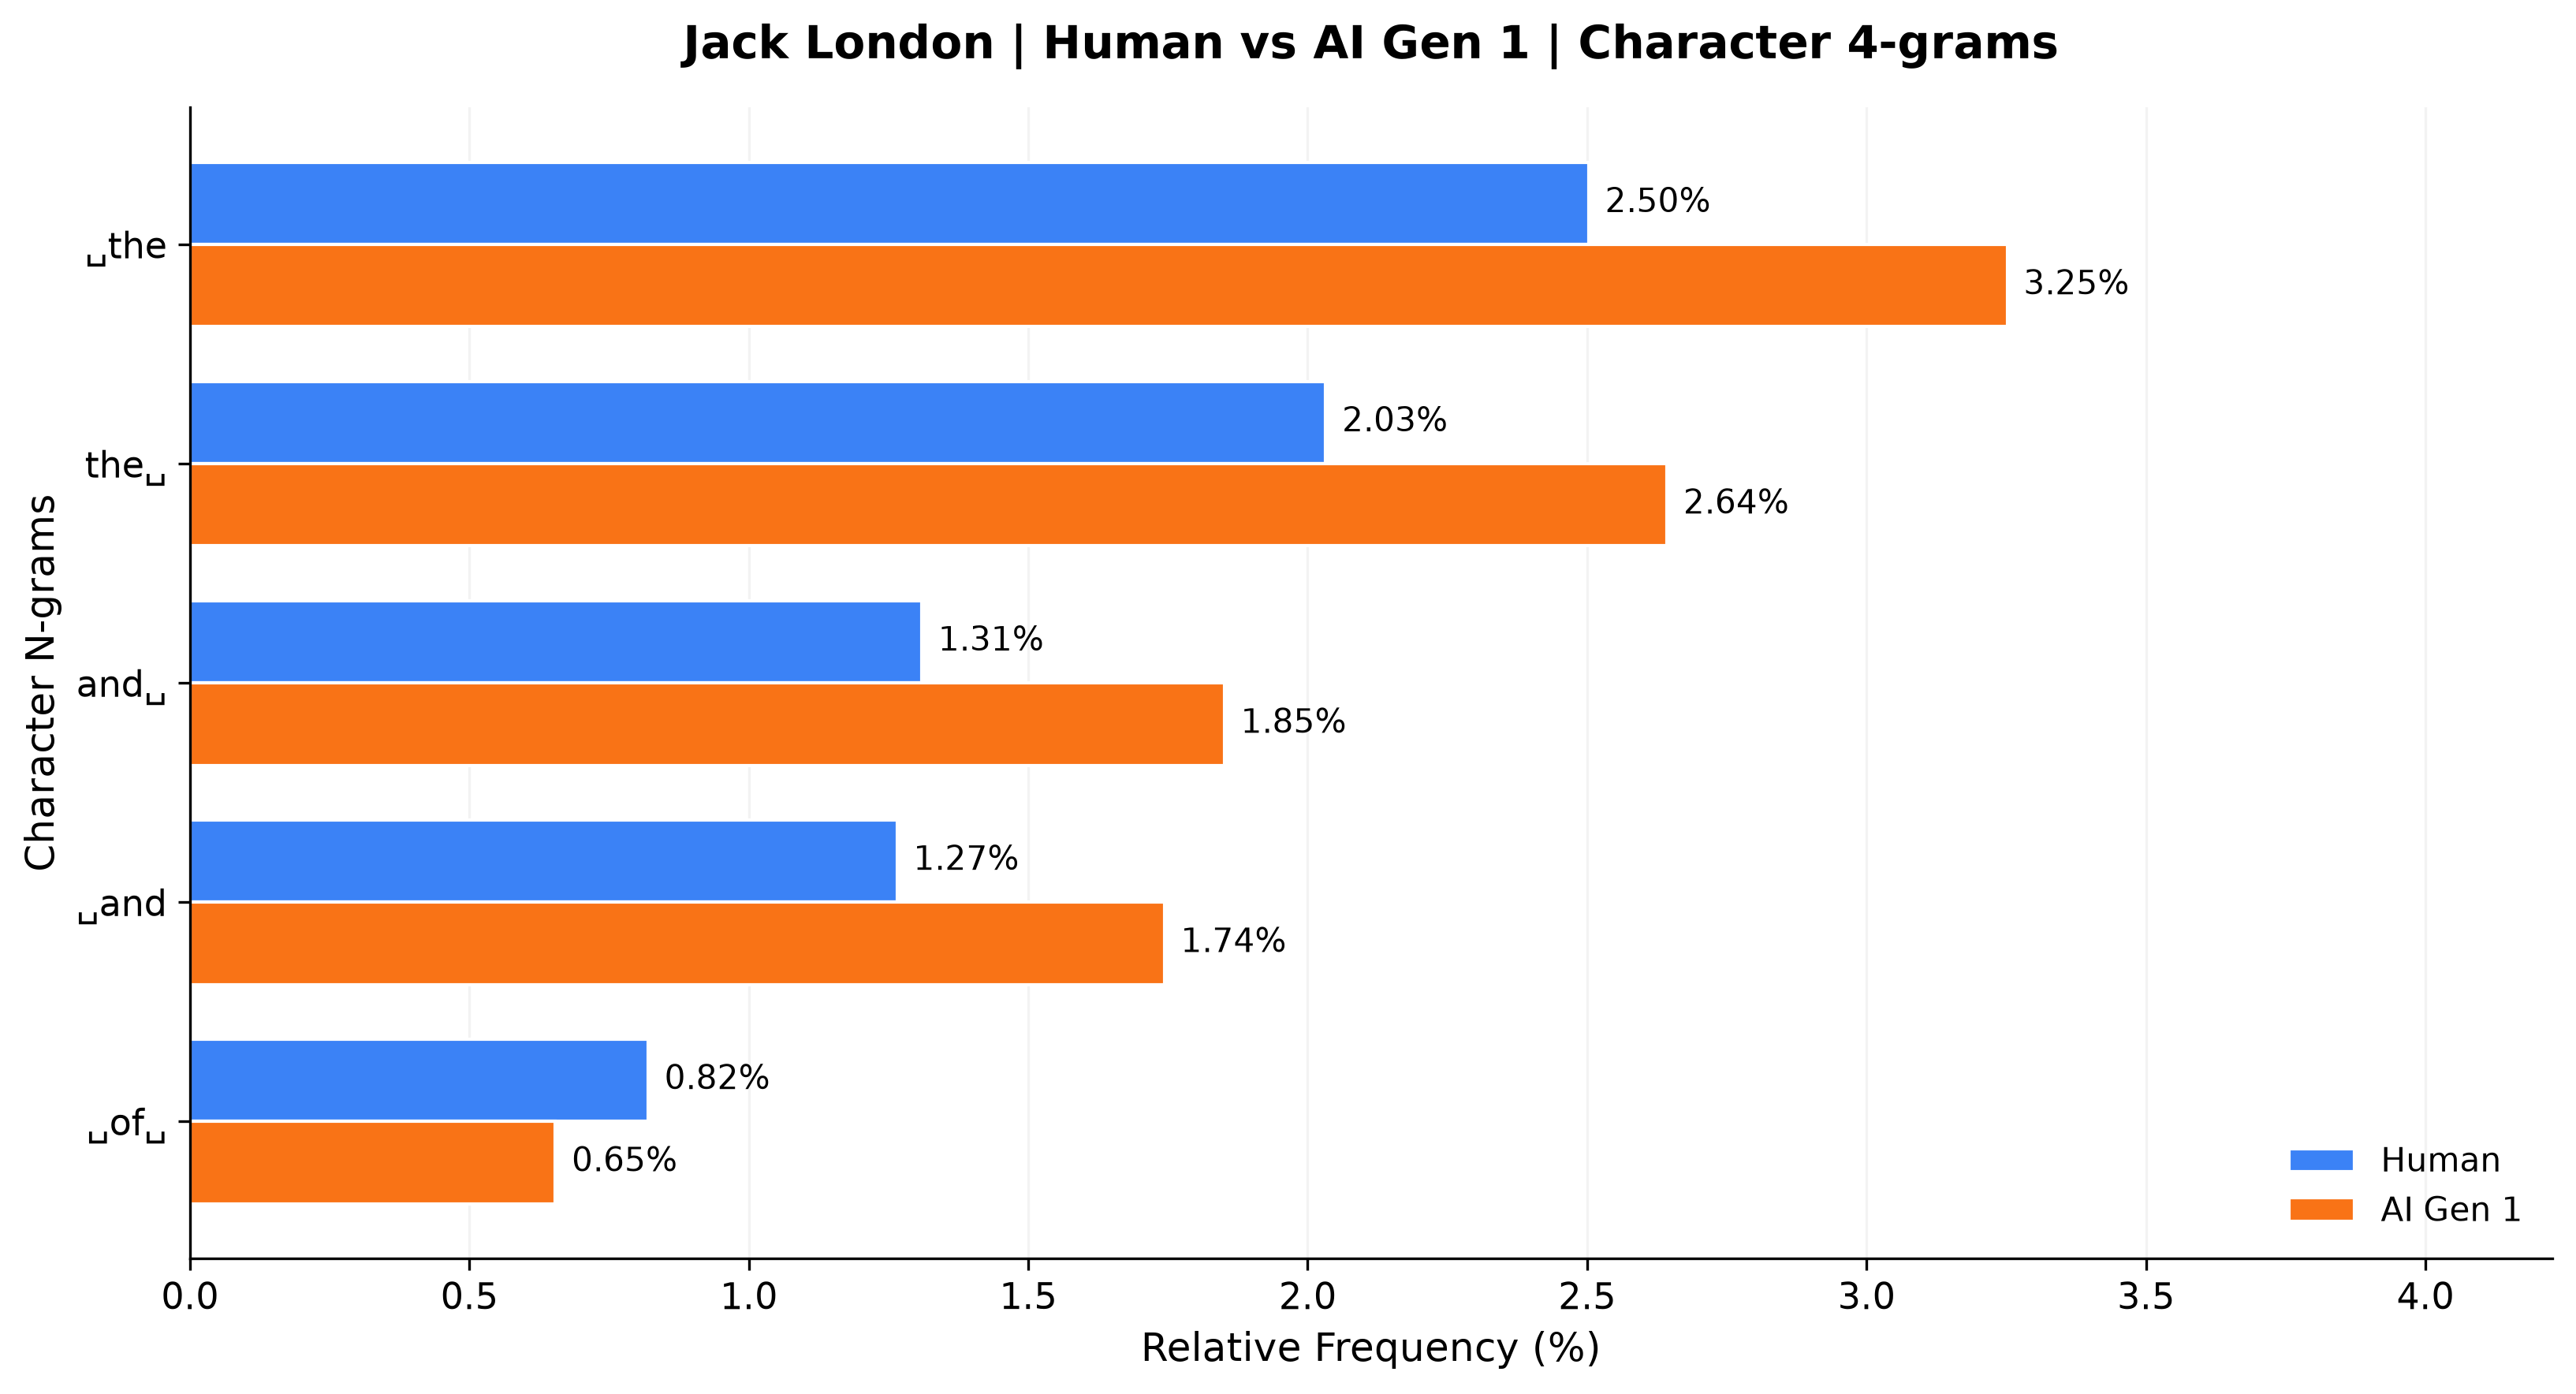 Jack London | Human vs AI Gen 1 | Character 4-grams
Character N-grams
␣the
2.50%
3.25%
the␣
2.03%
2.64%
and␣
1.31%
1.85%
␣and
1.27%
1.74%
␣of␣
0.82%
0.65%
Human
AI Gen 1
0.0 0.5 1.0 1.5 2.0 2.5 3.0 3.5 4.0
Relative Frequency (%)